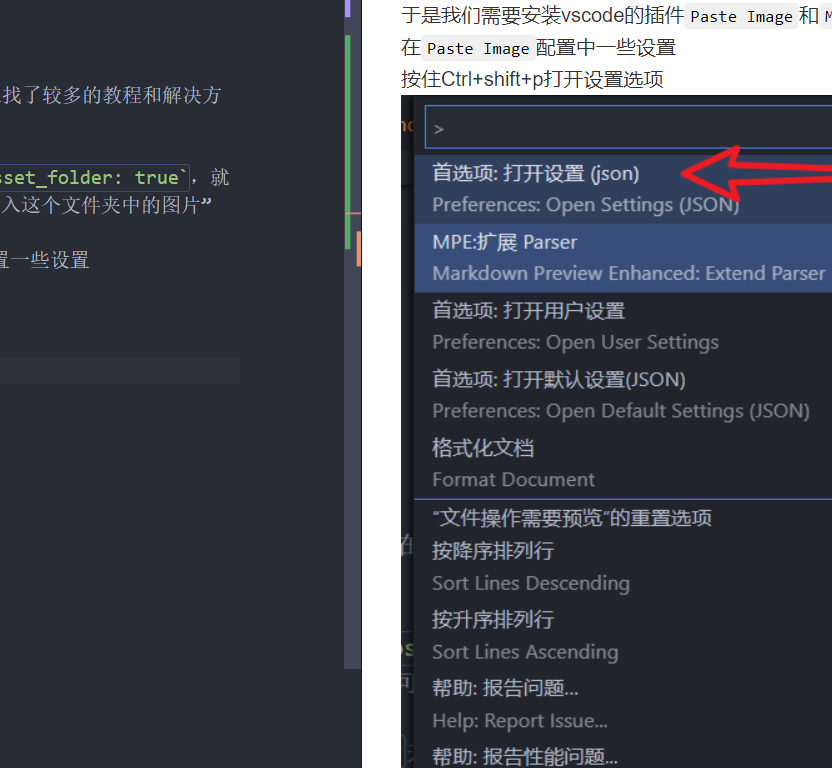 找了较多的教程和解决方
sset_folder: true`，就
入这个文件夹中的图片”
置一些设置
于是我们需要安装vscode的插件 Paste Image 和
在 Paste Image 配置中一些设置
按住Ctrl+shift+p打开设置选项
>
首选项: 打开设置 (json)
Preferences: Open Settings (JSON)
MPE:扩展 Parser
Markdown Preview Enhanced: Extend Parser
首选项: 打开用户设置
Preferences: Open User Settings
首选项: 打开默认设置(JSON)
Preferences: Open Default Settings (JSON)
格式化文档
Format Document
“文件操作需要预览”的重置选项
按降序排列行
Sort Lines Descending
按升序排列行
Sort Lines Ascending
帮助: 报告问题...
Help: Report Issue...
帮助: 报告性能问题...